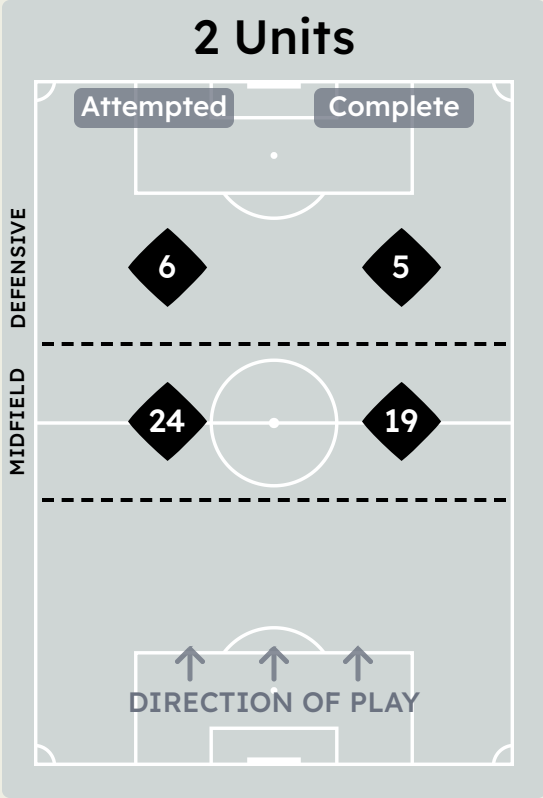 2 Units
Attempted Complete
DEFENSIVE
6 5
MIDFIELD
24 19
DIRECTION OF PLAY